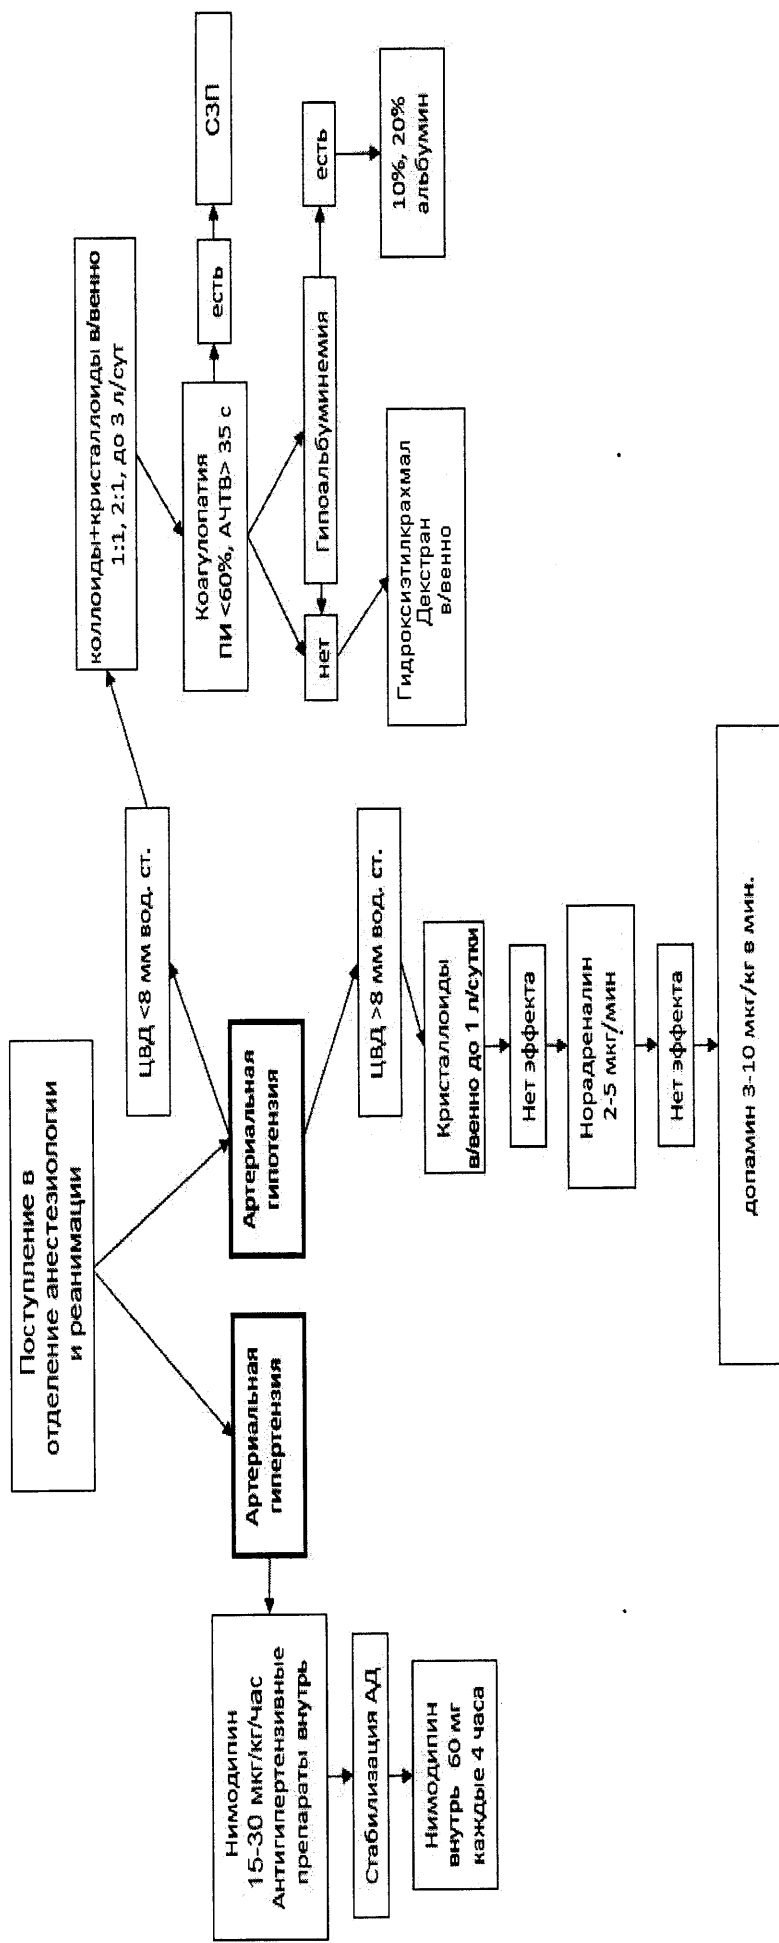 Поступление в
отделение анестезиологии
и реанимации
Артериальная
гипертензия
Нимодипин
15-30 мкг/кг/час
Антигипертензивные
препараты внутрь
Стабилизация АД
Нимодипин
внутрь 60 мг
каждые 4 часа
Артериальная
гипотензия
ЦВД <8 мм вод. ст.
коллоиды+кристаллоиды в/венно
1:1, 2:1, до 3 л/сут
Коагулопатия
ПИ <60%, АЧТВ> 35 с
есть
СЗП
Гипоальбуминемия
есть
10%, 20%
альбумин
нет
Гидроксиэтилкрахмал
Декстран
в/венно
ЦВД >8 мм вод. ст.
Кристаллоиды
в/венно до 1 л/сутки
Нет эффекта
Норадреналин
2-5 мкг/мин
Нет эффекта
допамин 3-10 мкг/кг в мин.